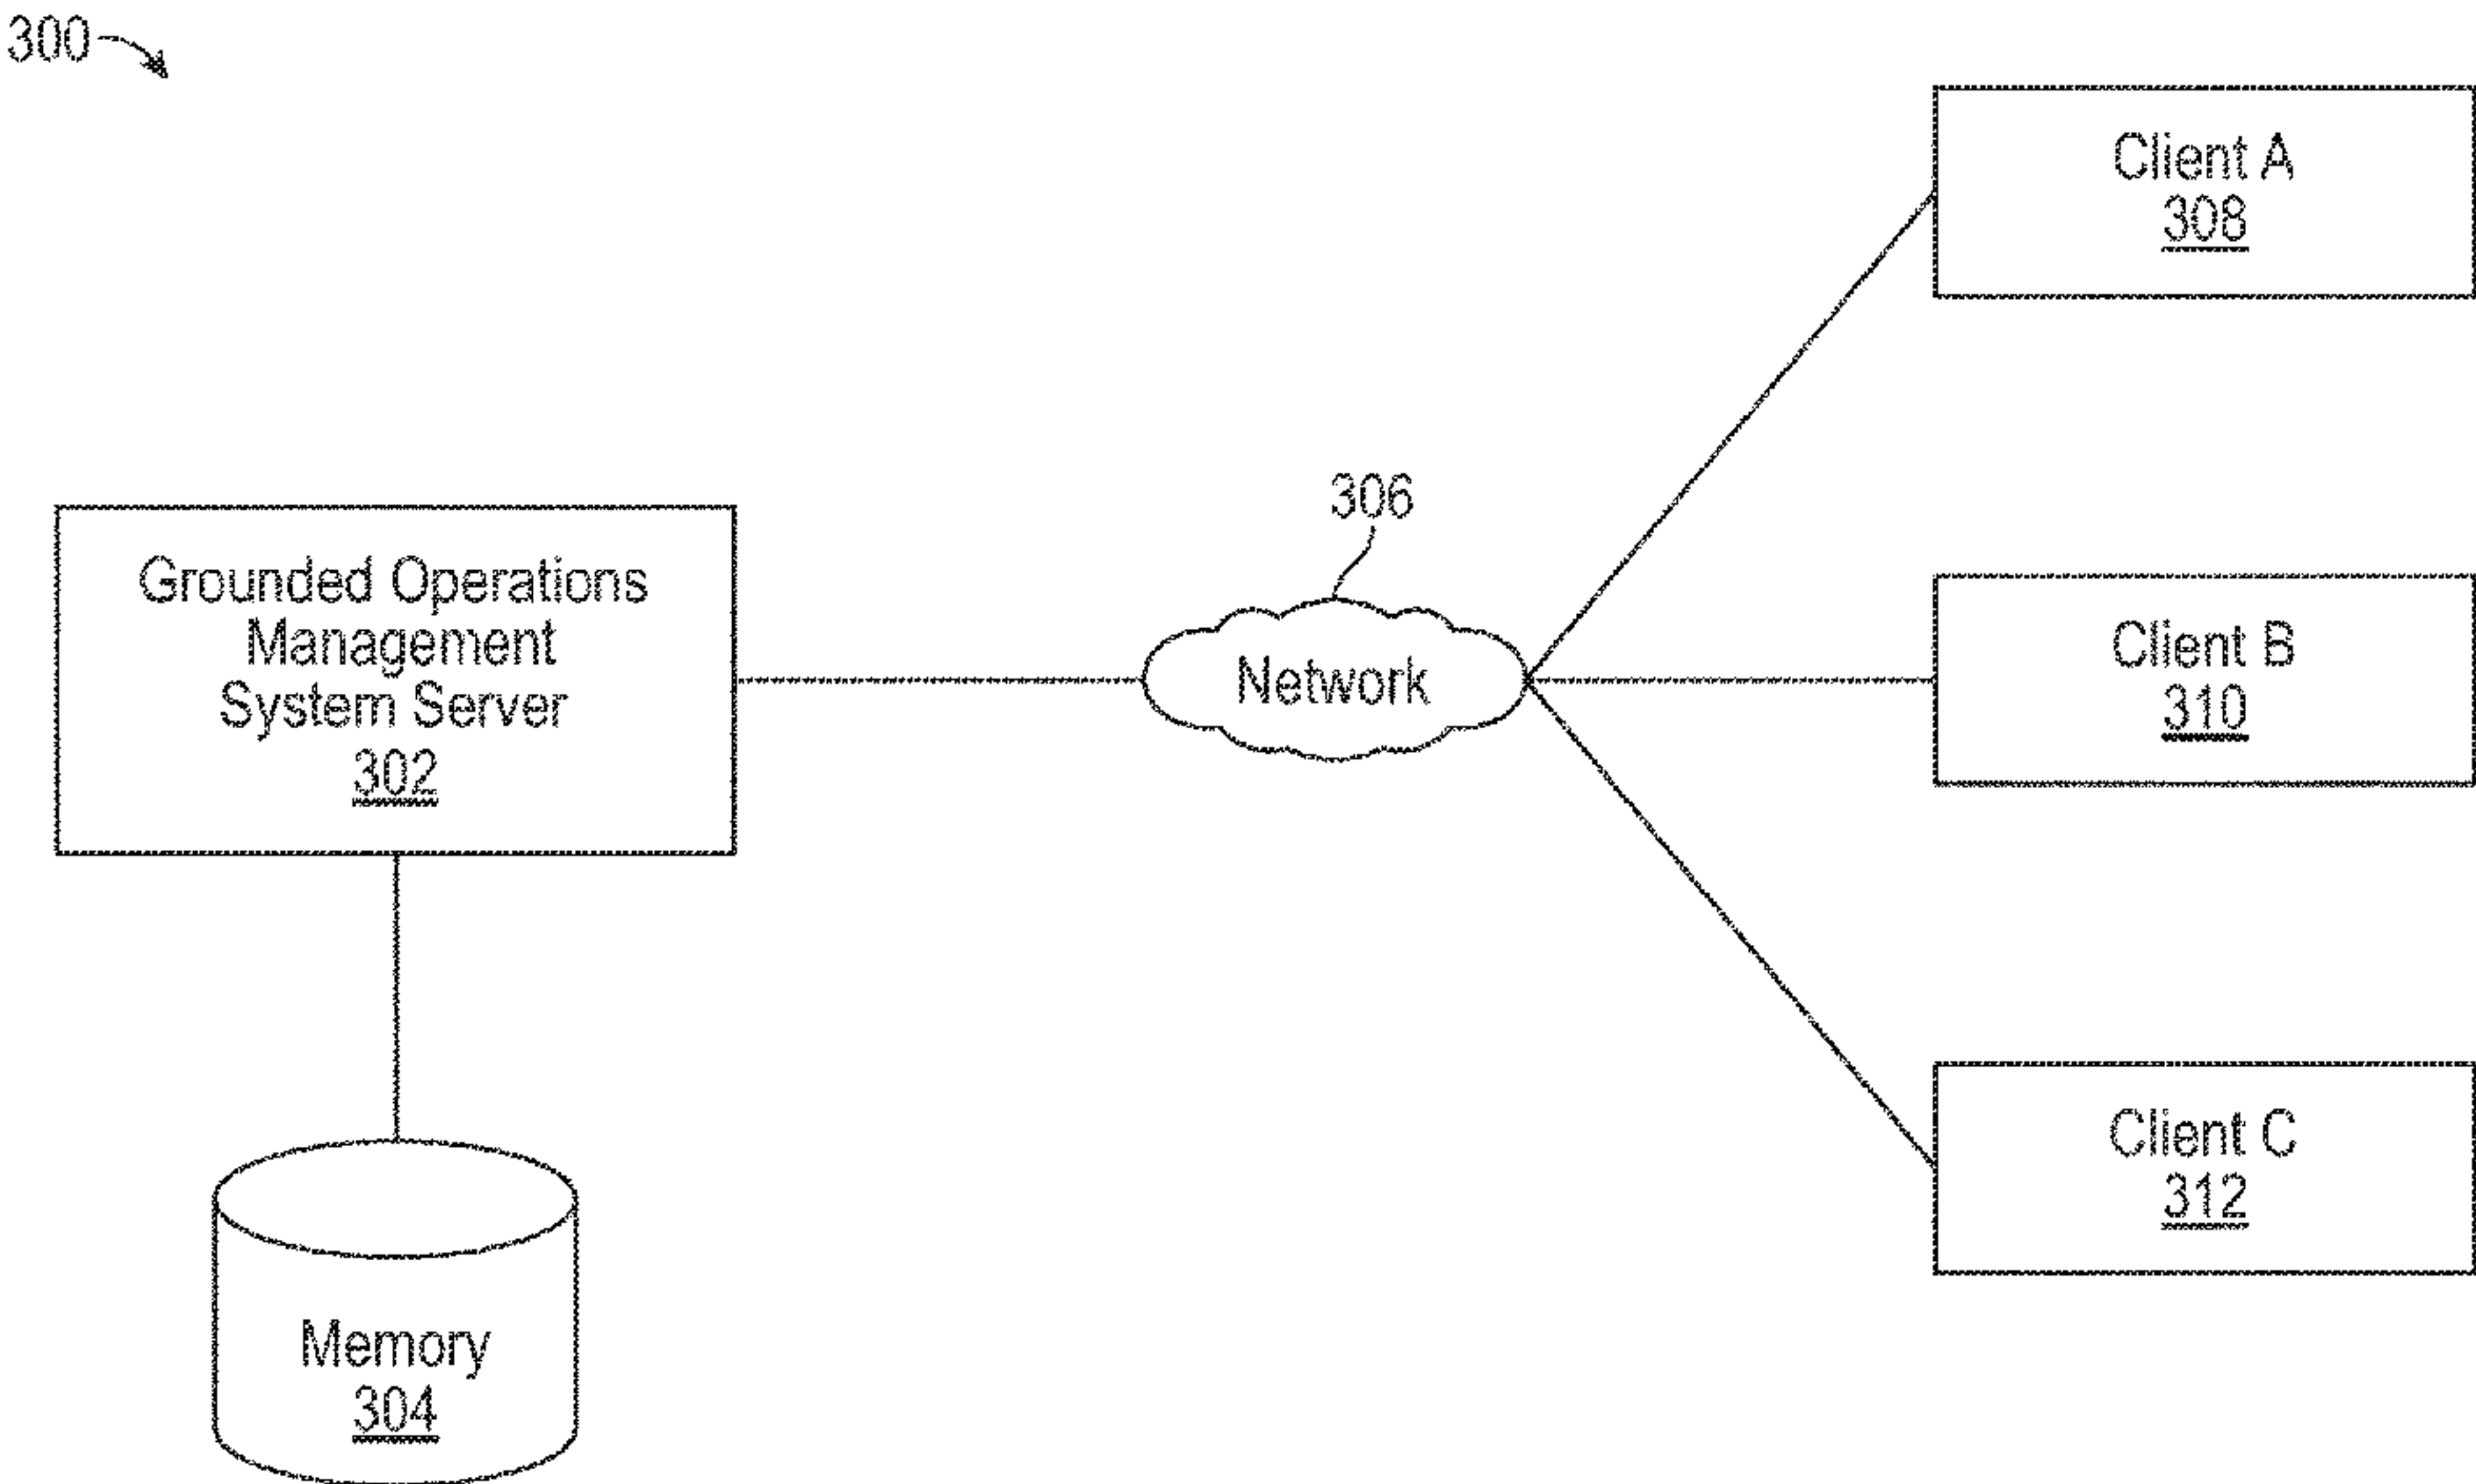 300
Client A
308
306
Grounded Operations
Management
System Server
302
Network
Client B
310
Client C
312
Memory
304